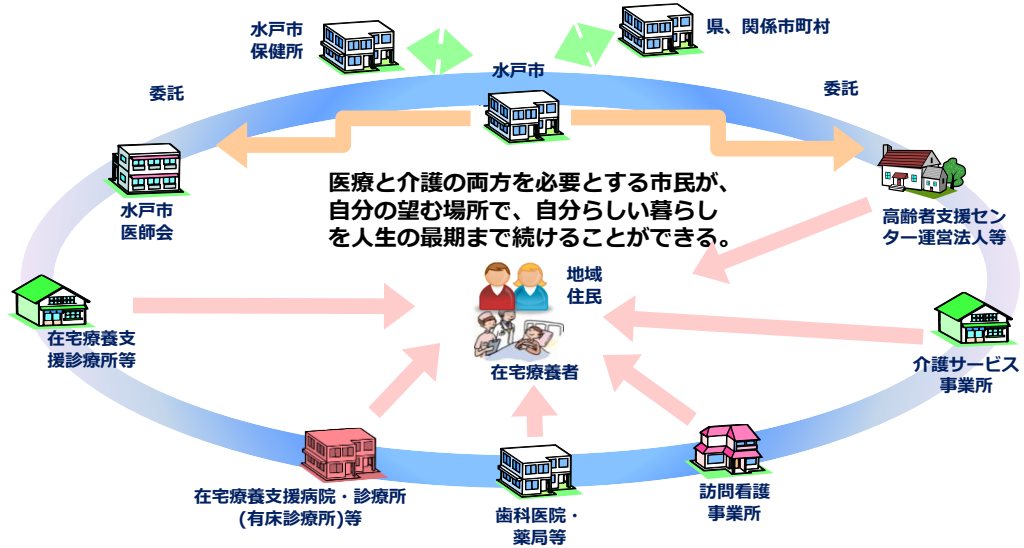 水戸市
保健所
県、関係市町村
水戸市
委託
委託
水戸市
医師会
医療と介護の両方を必要とする市民が、
自分の望む場所で、自分らしい暮らし
を人生の最期まで続けることができる。
高齢者支援セン
ター運営法人等
地域
住民
在宅療養支
援診療所等
在宅療養者
介護サービス
事業所
在宅療養支援病院・診療所
(有床診療所)等
歯科医院・
薬局等
訪問看護
事業所